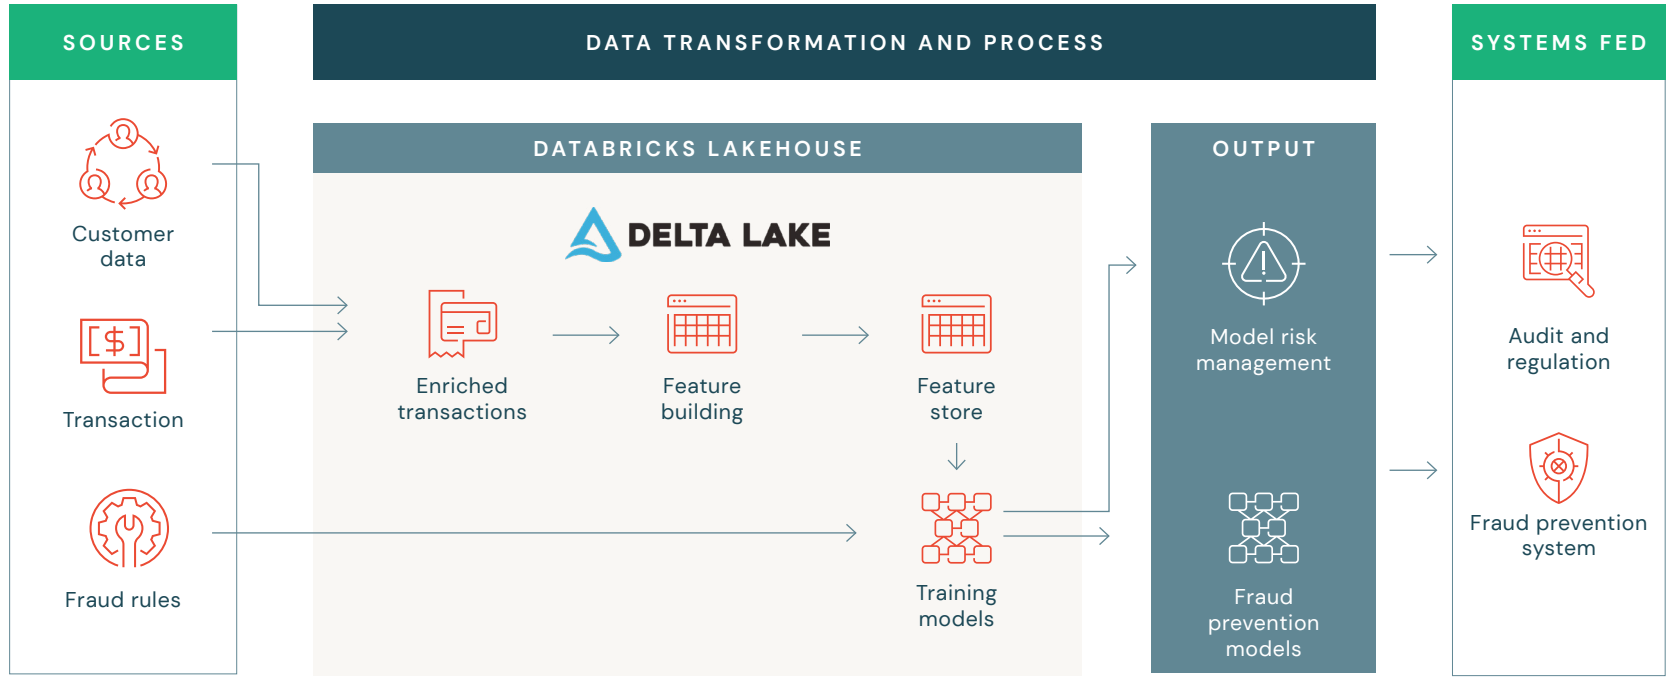 SOURCES
DATA TRANSFORMATION AND PROCESS
SYSTEMS FED
Customer
data
Transaction
Fraud rules
DATABRICKS LAKEHOUSE
DELTA LAKE
Enriched
transactions
Feature
building
Feature
store
Training
models
OUTPUT
Model risk
management
Fraud
prevention
models
Audit and
regulation
Fraud prevention
system